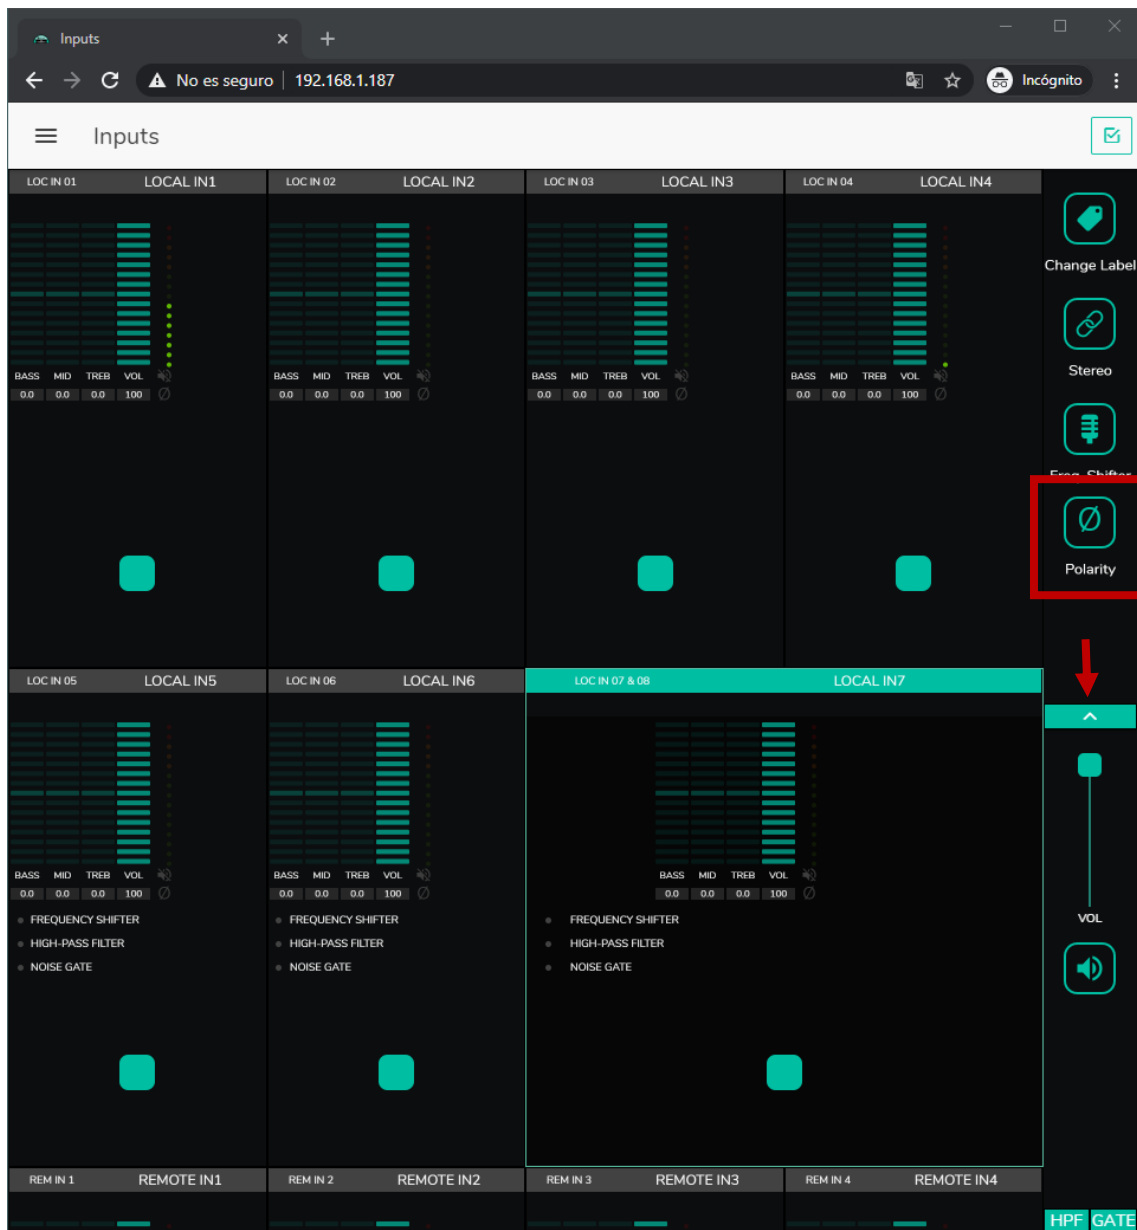 Inputs
No es seguro 192.168.1.187 Incógnito
Inputs
LOC IN 01 LOCAL IN1 LOC IN 02 LOCAL IN2 LOC IN 03 LOCAL IN3 LOC IN 04 LOCAL IN4
BASS MID TREB VOL BASS MID TREB VOL BASS MID TREB VOL BASS MID TREB VOL
0.0 0.0 0.0 100 0.0 0.0 0.0 100 0.0 0.0 0.0 100 0.0 0.0 0.0 100
Change Label
Stereo
Freq. Shifter
Polarity
LOC IN 05 LOCAL IN5 LOC IN 06 LOCAL IN6 LOC IN 07 & 08 LOCAL IN7
BASS MID TREB VOL BASS MID TREB VOL BASS MID TREB VOL
0.0 0.0 0.0 100 0.0 0.0 0.0 100 0.0 0.0 0.0 100
FREQUENCY SHIFTER FREQUENCY SHIFTER FREQUENCY SHIFTER
HIGH-PASS FILTER HIGH-PASS FILTER HIGH-PASS FILTER
NOISE GATE NOISE GATE NOISE GATE
VOL
REM IN 1 REMOTE IN1 REM IN 2 REMOTE IN2 REM IN 3 REMOTE IN3 REM IN 4 REMOTE IN4
HPF GATE